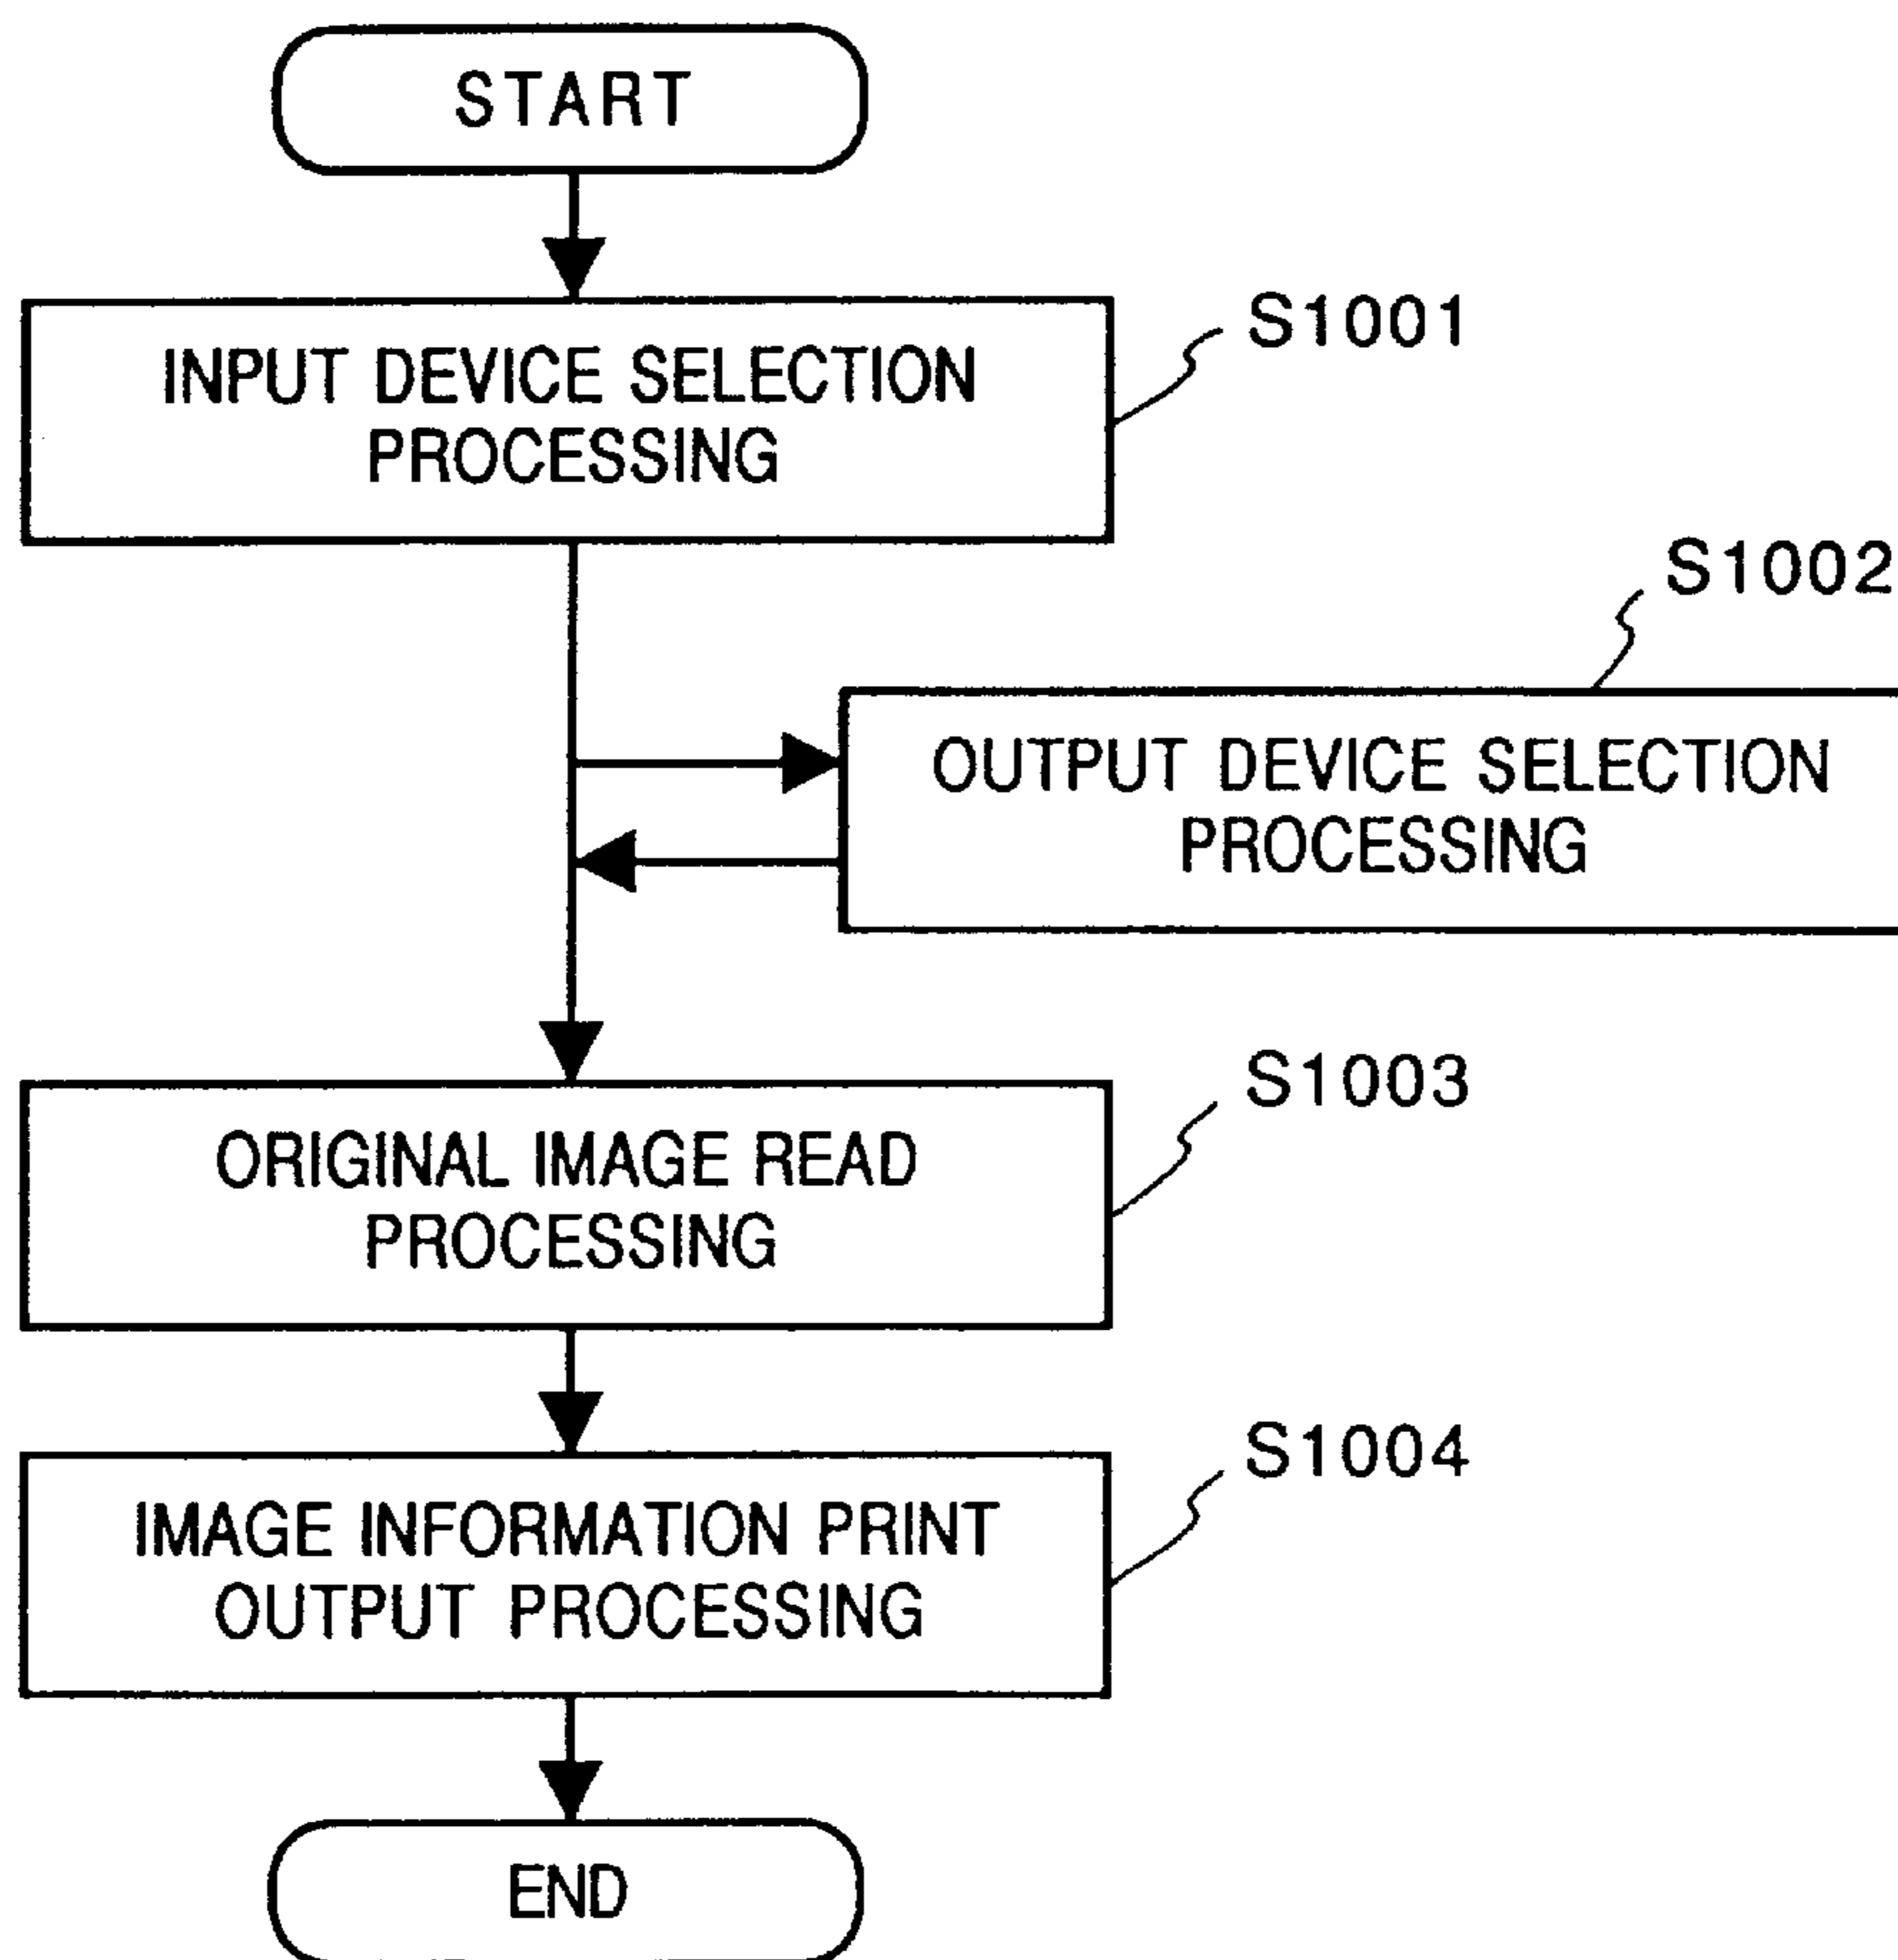 START
INPUT DEVICE SELECTION
PROCESSING
S1001
S1002
OUTPUT DEVICE SELECTION
PROCESSING
S1003
ORIGINAL IMAGE READ
PROCESSING
S1004
IMAGE INFORMATION PRINT
OUTPUT PROCESSING
END